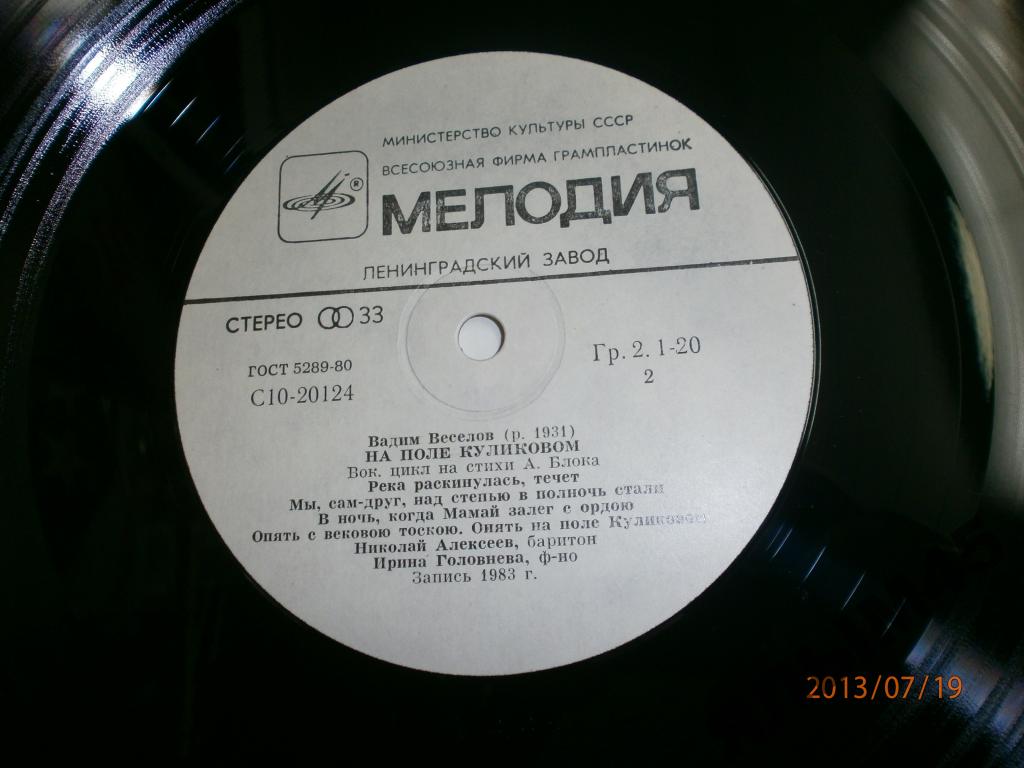 МИНИСТЕРСТВО КУЛЬТУРЫ СССР
ВСЕСОЮЗНАЯ ФИРМА ГРАМПЛАСТИНОК
®
МЕЛОДИЯ
ЛЕНИНГРАДСКИЙ ЗАВОД
СТЕРЕО 33
ГОСТ 5289-80
С10-20124
Гр. 2. 1-20
2
Вадим Веселов (р. 1931)
НА ПОЛЕ КУЛИКОВОМ
Вок. цикл на стихи А. Блока
Река раскинулась, течет
Мы, сам-друг, над степью в полночь стали
В ночь, когда Мамай залег с ордою
Опять с вековою тоскою. Опять на поле Куликовом
Николай Алексеев, баритон
Ирина Головнева, ф-но
Запись 1983 г.
2013/07/19